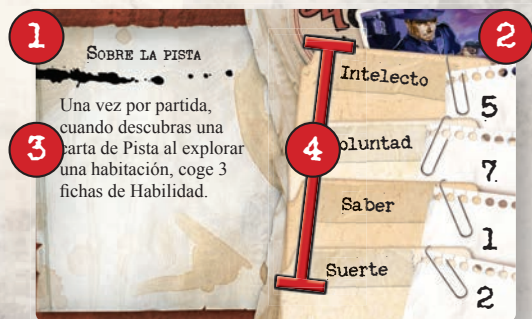 1
2
SOBRE LA PISTA
Una vez por partida,
cuando descubras una
3
carta de Pista al explorar
una habitación, coge 3
fichas de Habilidad.
4
Intelecto
5
oluntad
7
Saber
1
Suerte
2